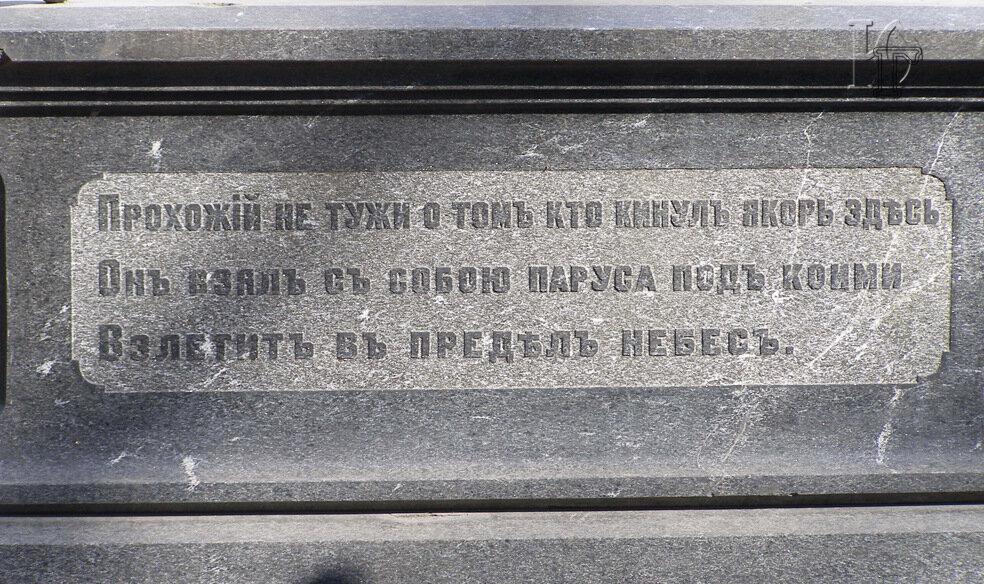 Прохожій не тужи о томъ кто кинулъ якорь здѣсь
Онъ взялъ съ собою паруса подъ коими
Взлетитъ въ предѣлъ небесъ.